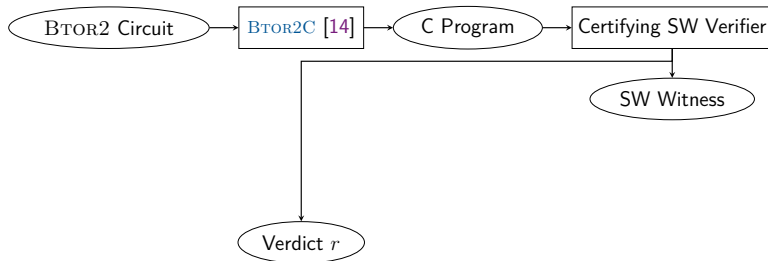 BTOR2 Circuit
BTOR2C [14]
C Program
Certifying SW Verifier
SW Witness
Verdict r